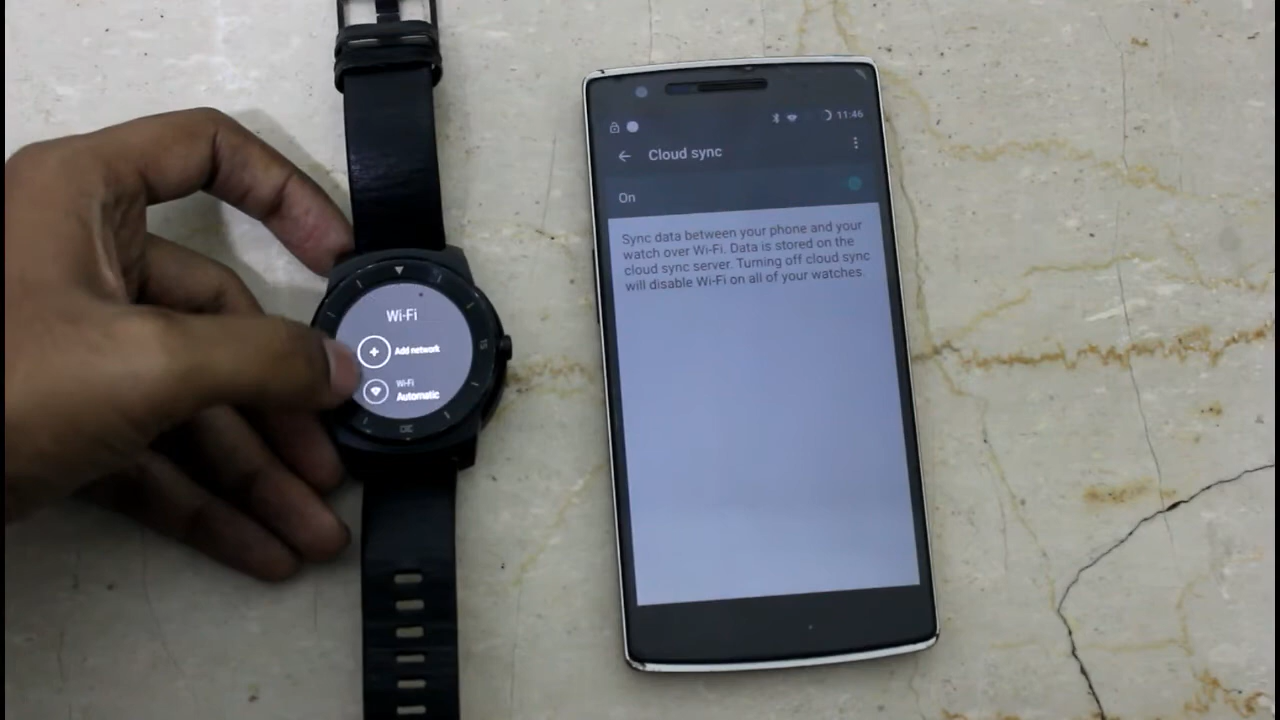 Wi-Fi
Add network
Wi-Fi
Automatic
15
30
11:46
Cloud sync
On
Sync data between your phone and your
watch over Wi-Fi. Data is stored on the
cloud sync server. Turning off cloud sync
will disable Wi-Fi on all of your watches.